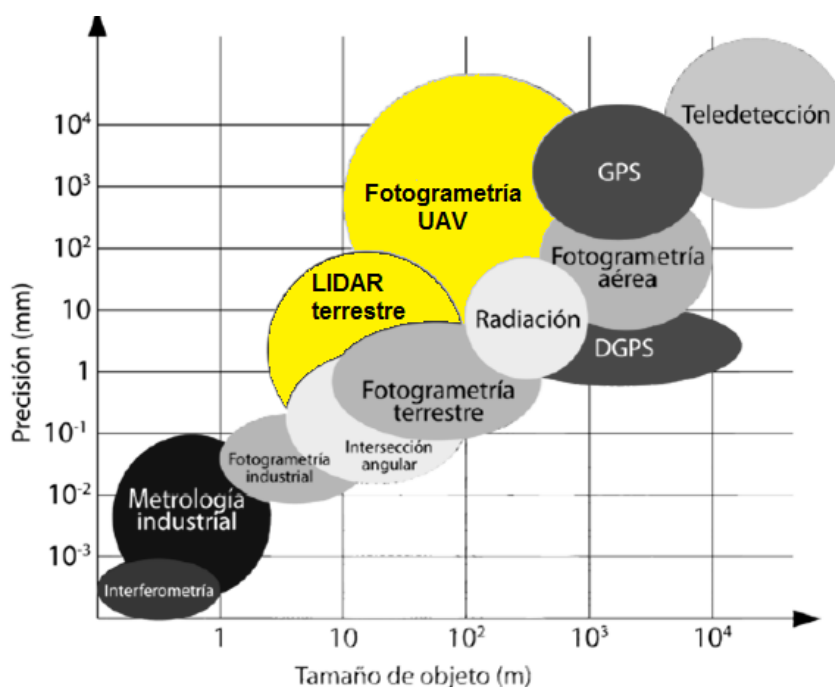 Precisión (mm)
10⁴
10³
10²
10
1
10⁻¹
10⁻²
10⁻³
Teledetección
GPS
Fotogrametría
UAV
Fotogrametría
aérea
LIDAR
terrestre
Radiación
DGPS
Fotogrametría
terrestre
Intersección
angular
Fotogrametría
industrial
Metrología
industrial
Interferometría
1
10
10²
10³
10⁴
Tamaño de objeto (m)